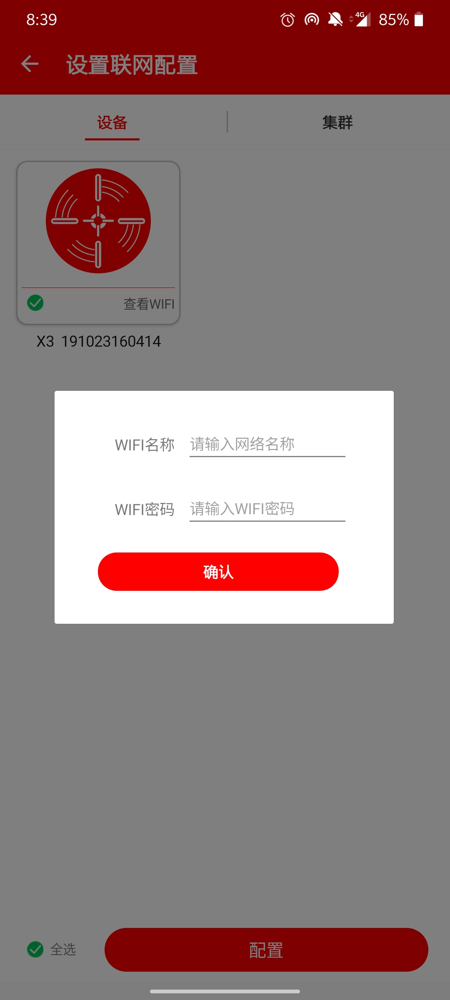 8:39 4G 85%
设置联网配置
设备 集群
查看WIFI
X3 191023160414
WIFI名称 请输入网络名称
WIFI密码 请输入WIFI密码
确认
全选 配置